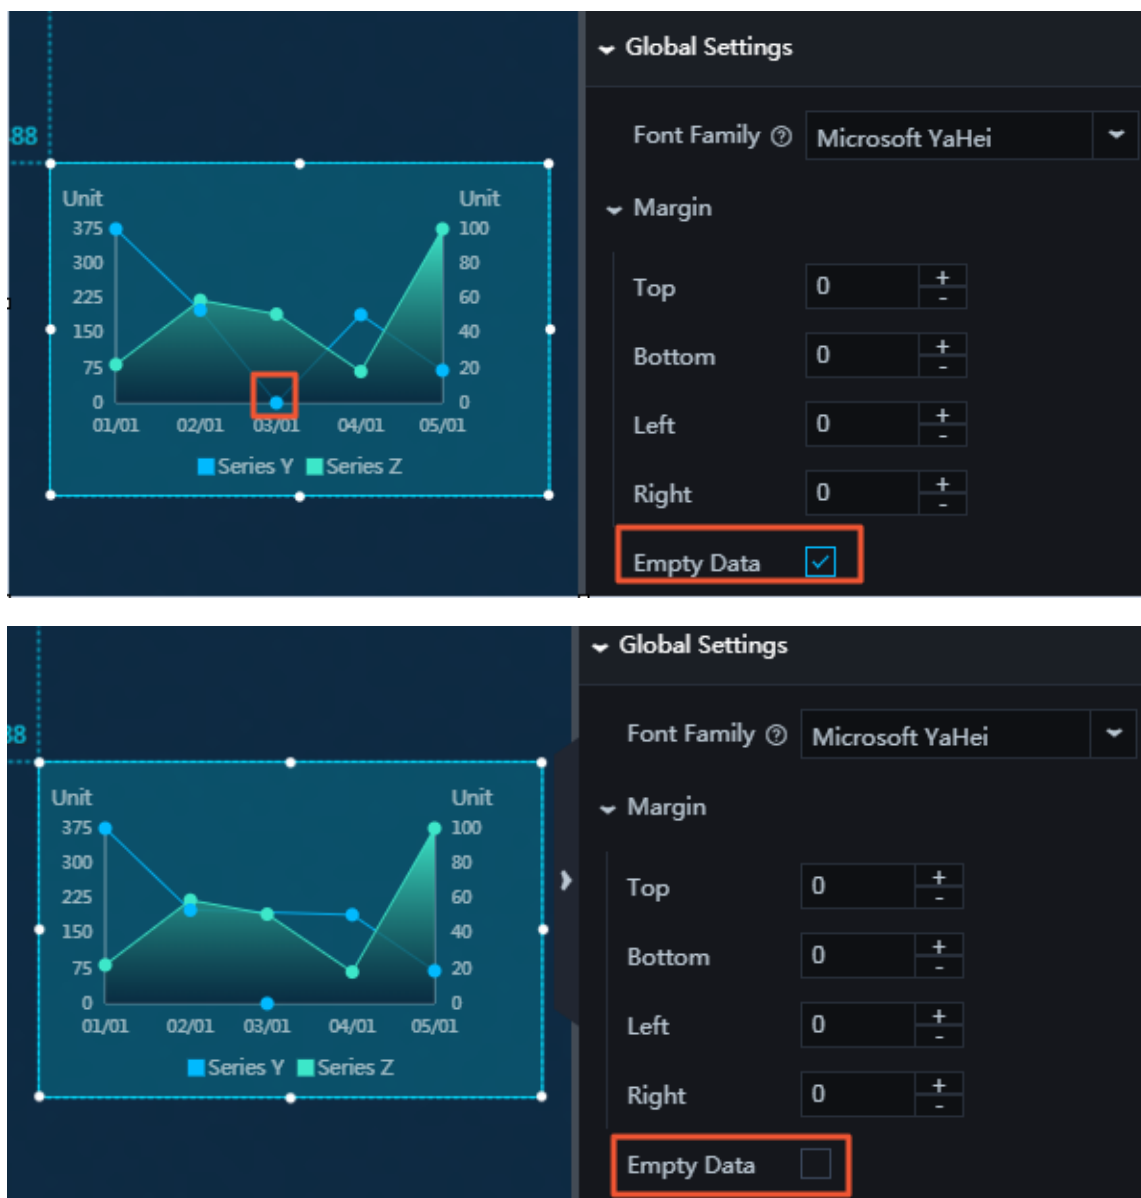 Global Settings
88
Font Family ? Microsoft YaHei
Unit Unit
Margin
375 100
300 80
225 60
150 40
75 20
0 0
01/01 02/01 03/01 04/01 05/01
Series Y Series Z
Top 0 + -
Bottom 0 + -
Left 0 + -
Right 0 + -
Empty Data
Global Settings
38
Font Family ? Microsoft YaHei
Unit Unit
Margin
375 100
300 80
225 60
150 40
75 20
0 0
01/01 02/01 03/01 04/01 05/01
Series Y Series Z
Top 0 + -
Bottom 0 + -
Left 0 + -
Right 0 + -
Empty Data